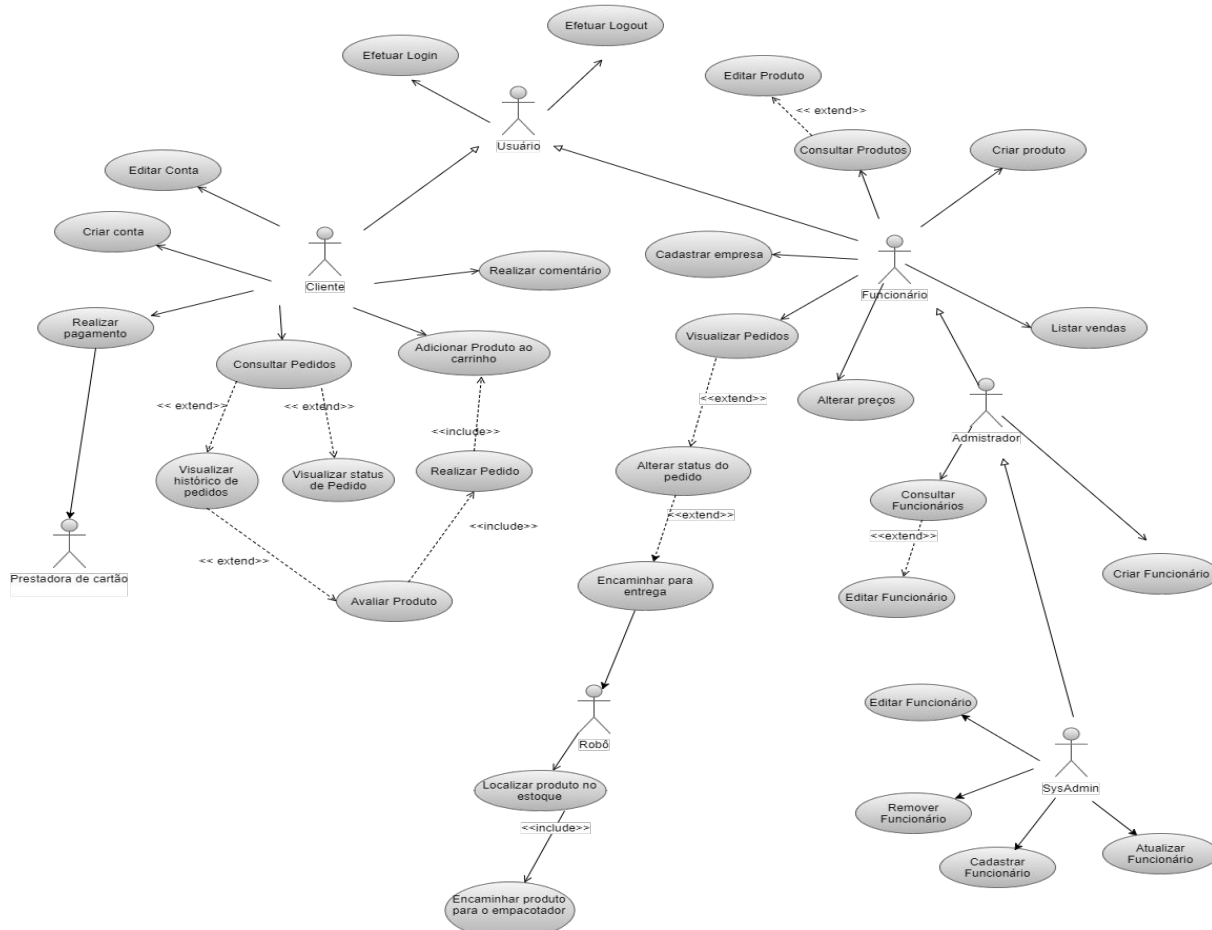 Efetuar Logout
Efetuar Login
Editar Produto
<< extend>>
Usuário
Consultar Produtos
Criar produto
Editar Conta
Criar conta
Cadastrar empresa
Realizar comentário
Cliente
Funcionário
Realizar
pagamento
Listar vendas
Visualizar Pedidos
Adicionar Produto ao
carrinho
Consultar Pedidos
<< extend>>
<< extend>>
<<extend>>
Alterar preços
<<include>>
Admistrador
Visualizar
histórico de
pedidos
Visualizar status
de Pedido
Realizar Pedido
Alterar status do
pedido
Consultar
Funcionários
<<extend>>
<<include>>
<<extend>>
<< extend>>
Prestadora de cartão
Avaliar Produto
Encaminhar para
entrega
Editar Funcionário
Criar Funcionário
Robô
Editar Funcionário
Localizar produto no
estoque
SysAdmin
Remover
Funcionário
<<include>>
Cadastrar
Funcionário
Atualizar
Funcionário
Encaminhar produto
para o empacotador